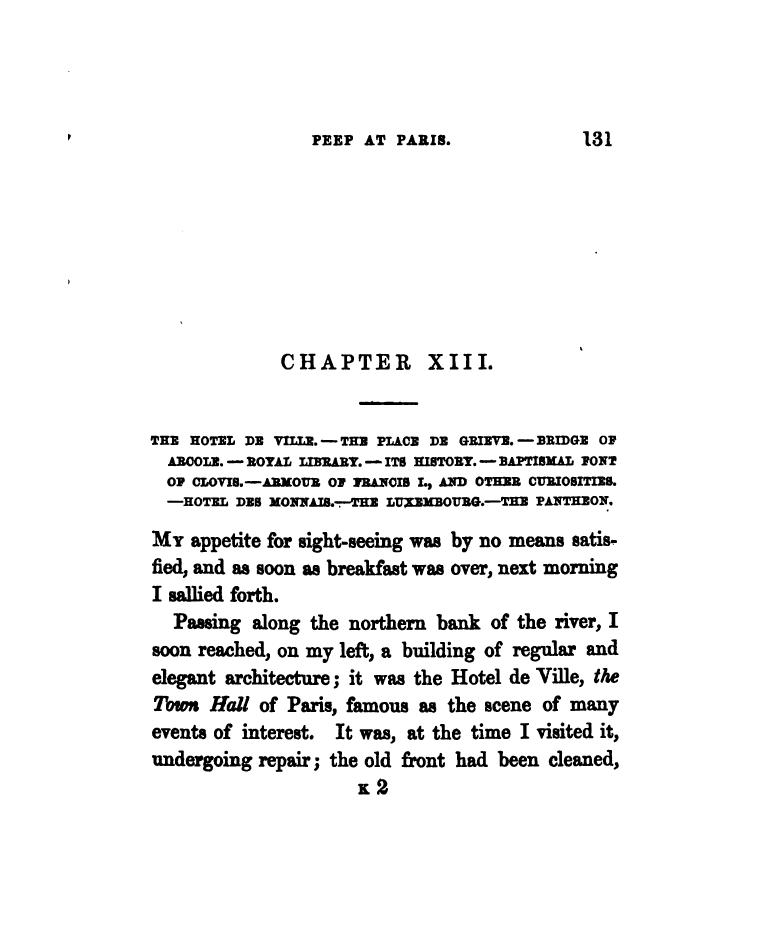 PEEP AT PARIS. 131
CHAPTER XIII.
THE HOTEL DE VILLE.—THE PLACE DE GRIEVE.—BRIDGE OF
ARCOLE.—ROYAL LIBRARY.—ITS HISTORY.—BAPTISMAL FONT
OF CLOVIS.—ARMOUR OF FRANCIS I., AND OTHER CURIOSITIES.
—HOTEL DES MONNAIS.—THE LUXEMBOURG.—THE PANTHEON.
MY appetite for sight-seeing was by no means satis-
fied, and as soon as breakfast was over, next morning
I sallied forth.
Passing along the northern bank of the river, I
soon reached, on my left, a building of regular and
elegant architecture; it was the Hotel de Ville, the
Town Hall of Paris, famous as the scene of many
events of interest. It was, at the time I visited it,
undergoing repair; the old front had been cleaned,
K 2